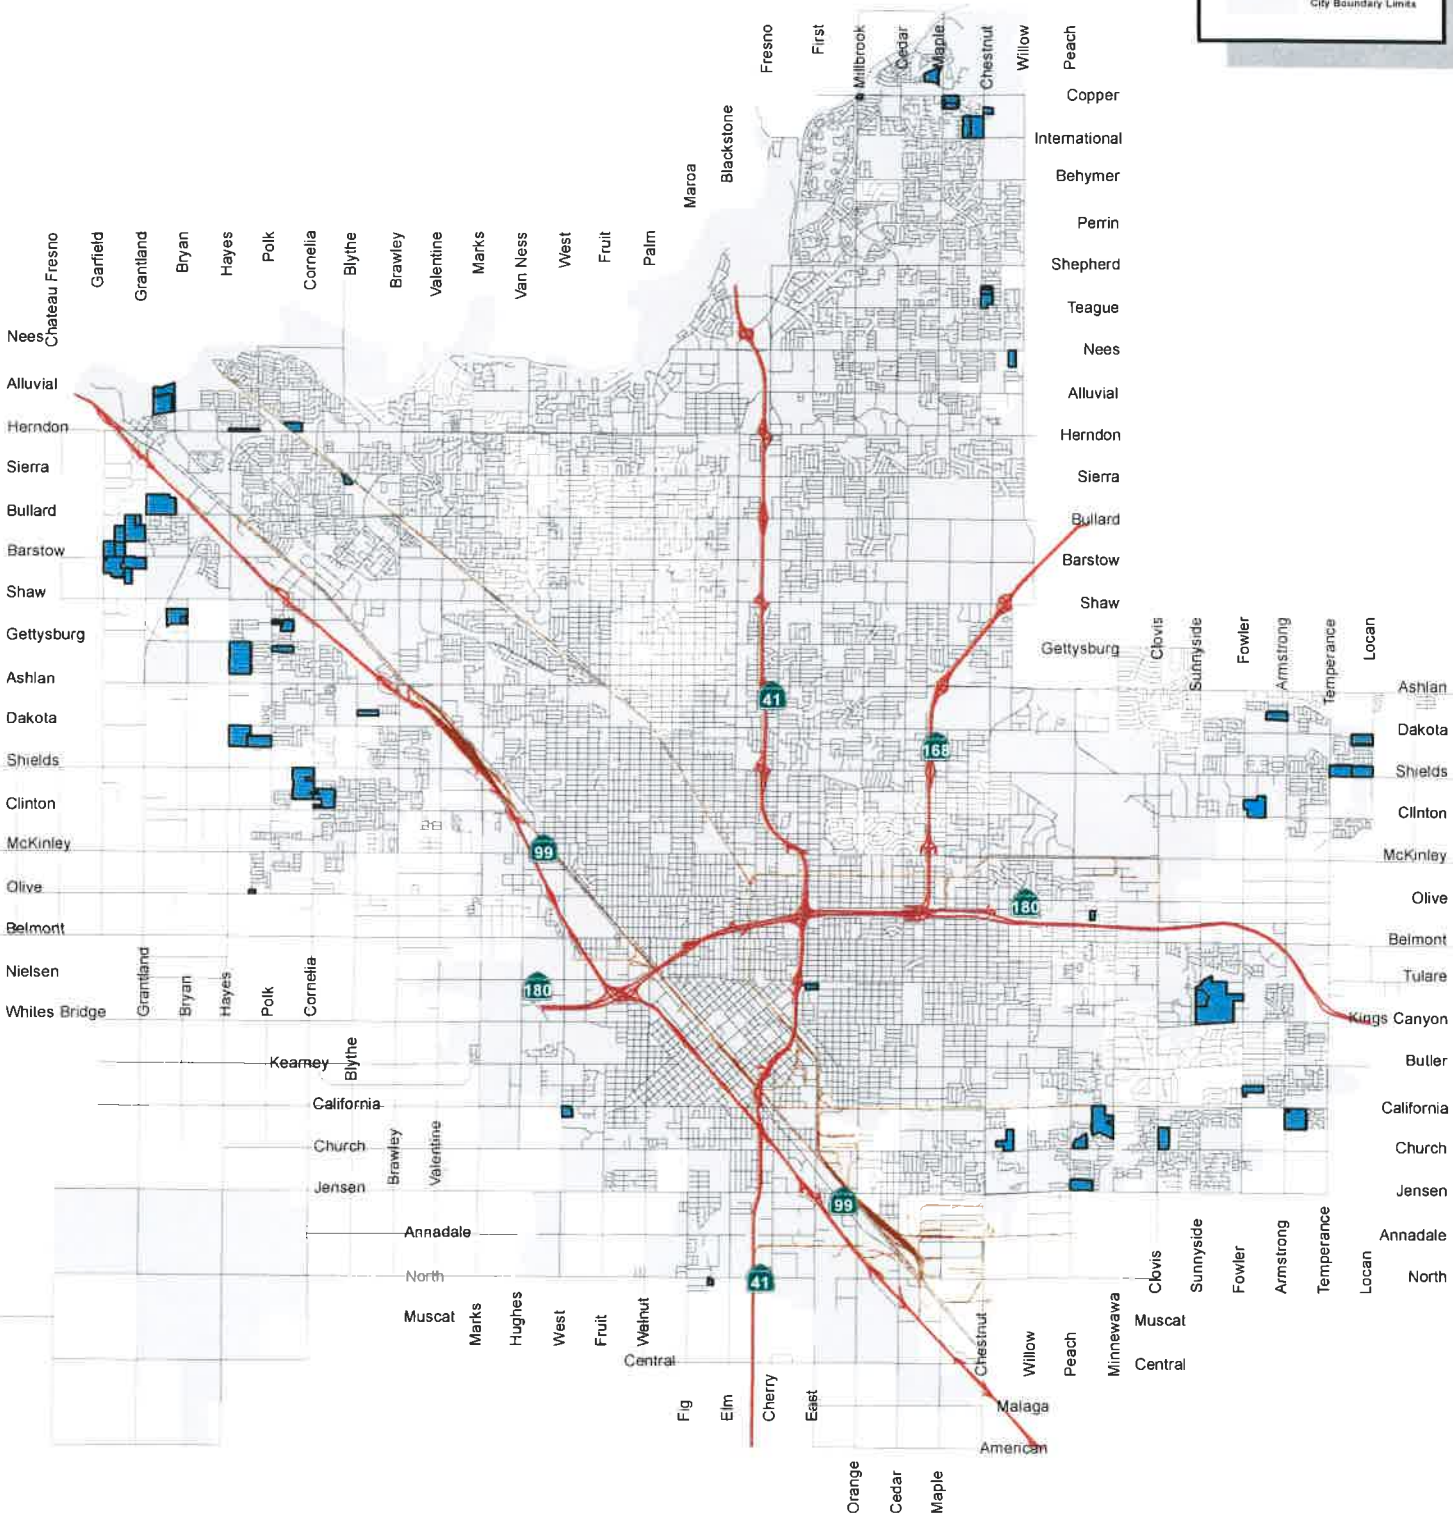 City Boundary Limits
Fresno
First
Millbrook
Cedar
Maple
Chestnut
Willow
Peach
Copper
International
Behymer
Perrin
Shepherd
Teague
Nees
Alluvial
Herndon
Sierra
Bullard
Barstow
Shaw
Gettysburg
Maroa
Blackstone
Chateau Fresno
Garfield
Grantland
Bryan
Hayes
Polk
Cornelia
Blythe
Brawley
Valentine
Marks
Van Ness
West
Fruit
Palm
Nees
Alluvial
Herndon
Sierra
Bullard
Barstow
Shaw
Gettysburg
Ashlan
Dakota
Shields
Clinton
McKinley
Olive
Belmont
Nielsen
Whites Bridge
Clovis
Sunnyside
Fowler
Armstrong
Temperance
Locan
Ashlan
Dakota
Shields
Clinton
McKinley
Olive
Belmont
Tulare
Kings Canyon
Butler
California
Church
Jensen
Annadale
North
41
168
99
180
180
99
41
Grantland
Bryan
Hayes
Polk
Cornelia
Kearney
Blythe
California
Church
Brawley
Valentine
Jensen
Annadale
North
Muscat
Marks
Hughes
West
Fruit
Walnut
Central
Fig
Elm
Cherry
East
Orange
Cedar
Maple
Chestnut
Willow
Peach
Minnewawa
Clovis
Sunnyside
Fowler
Armstrong
Temperance
Locan
Muscat
Central
Malaga
American